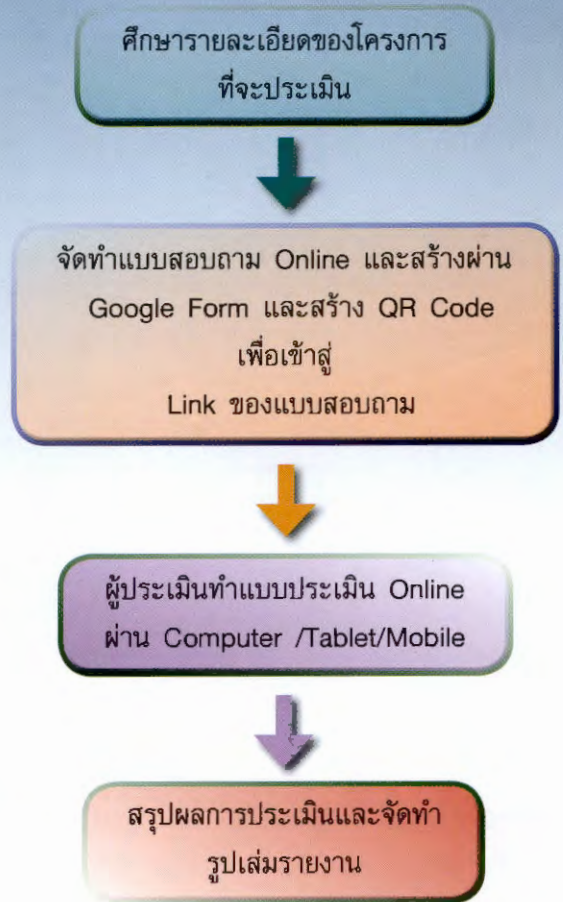 ศึกษารายละเอียดของโครงการ
ที่จะประเมิน
จัดทำแบบสอบถาม Online และสร้างผ่าน
Google Form และสร้าง QR Code
เพื่อเข้าสู่
Link ของแบบสอบถาม
ผู้ประเมินทำแบบประเมิน Online
ผ่าน Computer /Tablet/Mobile
สรุปผลการประเมินและจัดทำ
รูปเล่มรายงาน